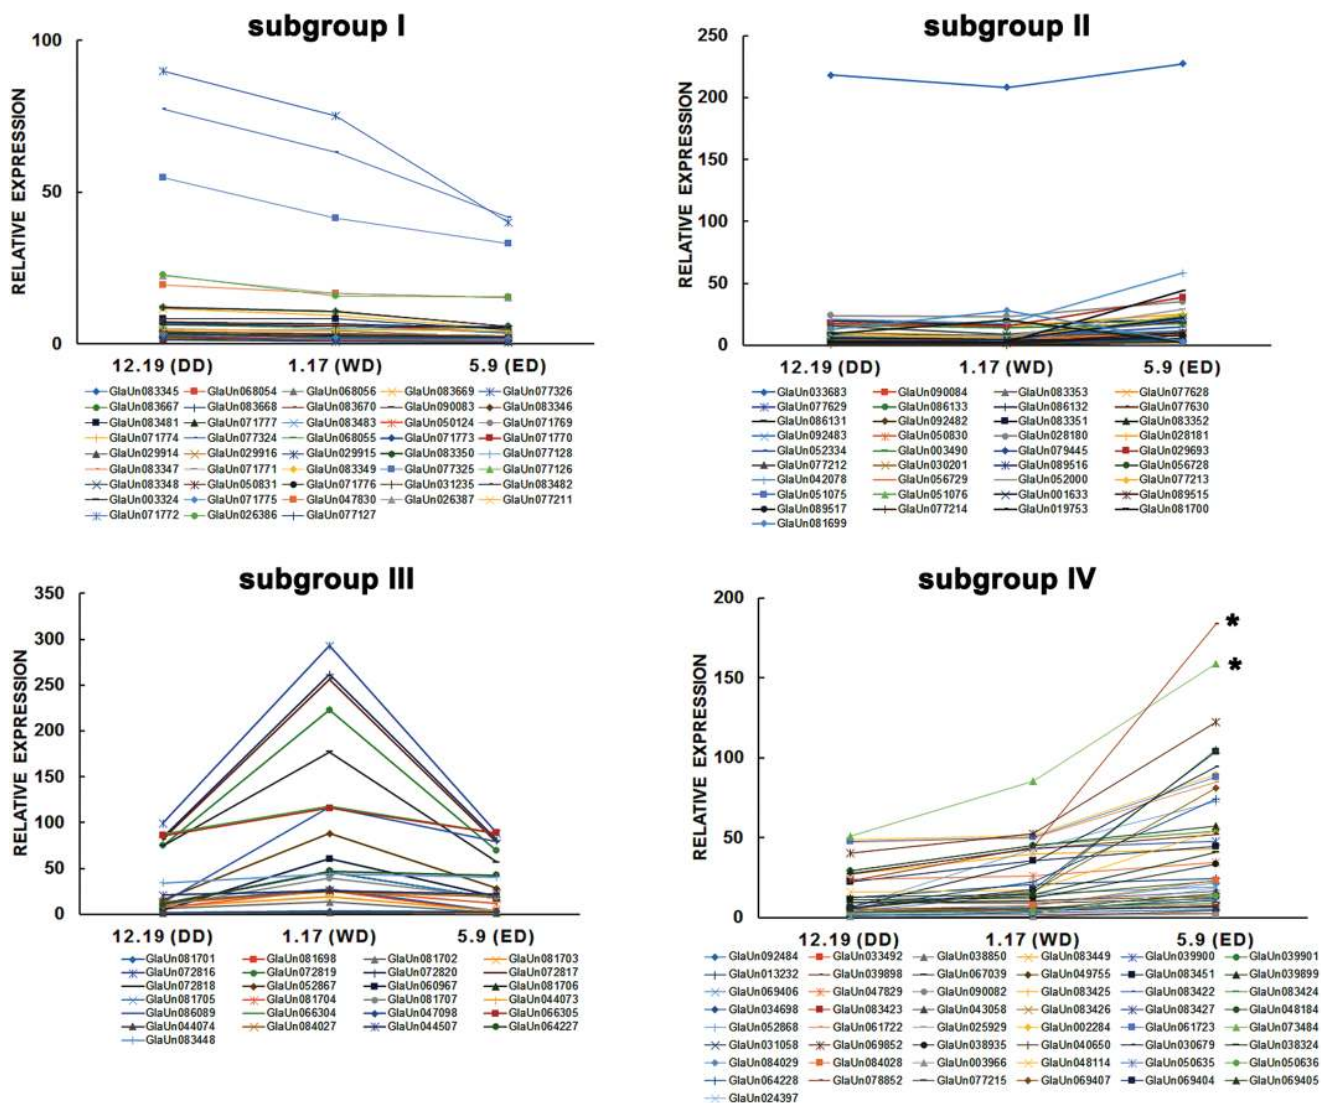 subgroup I
100
50
0
RELATIVE EXPRESSION
12.19 (DD) 1.17 (WD) 5.9 (ED)
GlaUn083345 GlaUn068054 GlaUn068056 GlaUn083669 GlaUn077326
GlaUn083667 GlaUn083668 GlaUn083670 GlaUn090083 GlaUn083346
GlaUn083481 GlaUn071777 GlaUn083483 GlaUn050124 GlaUn071769
GlaUn071774 GlaUn077324 GlaUn068055 GlaUn071773 GlaUn071770
GlaUn029914 GlaUn029916 GlaUn029915 GlaUn083350 GlaUn077128
GlaUn083347 GlaUn071771 GlaUn083349 GlaUn077325 GlaUn077126
GlaUn083348 GlaUn050831 GlaUn071776 GlaUn031235 GlaUn083482
GlaUn003324 GlaUn071775 GlaUn047830 GlaUn026387 GlaUn077211
GlaUn071772 GlaUn026386 GlaUn077127
subgroup II
250
200
150
100
50
0
RELATIVE EXPRESSION
12.19 (DD) 1.17 (WD) 5.9 (ED)
GlaUn033683 GlaUn090084 GlaUn083353 GlaUn077628
GlaUn077629 GlaUn086133 GlaUn086132 GlaUn077630
GlaUn086131 GlaUn092482 GlaUn083351 GlaUn083352
GlaUn092483 GlaUn050830 GlaUn028180 GlaUn028181
GlaUn052334 GlaUn003490 GlaUn079445 GlaUn029693
GlaUn077212 GlaUn030201 GlaUn089516 GlaUn056728
GlaUn042078 GlaUn056729 GlaUn052000 GlaUn077213
GlaUn051075 GlaUn051076 GlaUn001633 GlaUn089515
GlaUn089517 GlaUn077214 GlaUn019753 GlaUn081700
GlaUn081699
subgroup III
350
300
250
200
150
100
50
0
RELATIVE EXPRESSION
12.19 (DD) 1.17 (WD) 5.9 (ED)
GlaUn081701 GlaUn081698 GlaUn081702 GlaUn081703
GlaUn072816 GlaUn072819 GlaUn072820 GlaUn072817
GlaUn072818 GlaUn052867 GlaUn060967 GlaUn081706
GlaUn081705 GlaUn081704 GlaUn081707 GlaUn044073
GlaUn086089 GlaUn066304 GlaUn047098 GlaUn066305
GlaUn044074 GlaUn084027 GlaUn044507 GlaUn064227
GlaUn083448
subgroup IV
200
150
100
50
0
RELATIVE EXPRESSION
*
*
12.19 (DD) 1.17 (WD) 5.9 (ED)
GlaUn092484 GlaUn033492 GlaUn038850 GlaUn083449 GlaUn039900 GlaUn039901
GlaUn013232 GlaUn039898 GlaUn067039 GlaUn049755 GlaUn083451 GlaUn039899
GlaUn069406 GlaUn047829 GlaUn090082 GlaUn083425 GlaUn083422 GlaUn083424
GlaUn034698 GlaUn083423 GlaUn043058 GlaUn083426 GlaUn083427 GlaUn048184
GlaUn052868 GlaUn061722 GlaUn025929 GlaUn002284 GlaUn061723 GlaUn073484
GlaUn031058 GlaUn069852 GlaUn038935 GlaUn040650 GlaUn030679 GlaUn038324
GlaUn084029 GlaUn084028 GlaUn003966 GlaUn048114 GlaUn050635 GlaUn050636
GlaUn064228 GlaUn078852 GlaUn077215 GlaUn069407 GlaUn069404 GlaUn069405
GlaUn024397